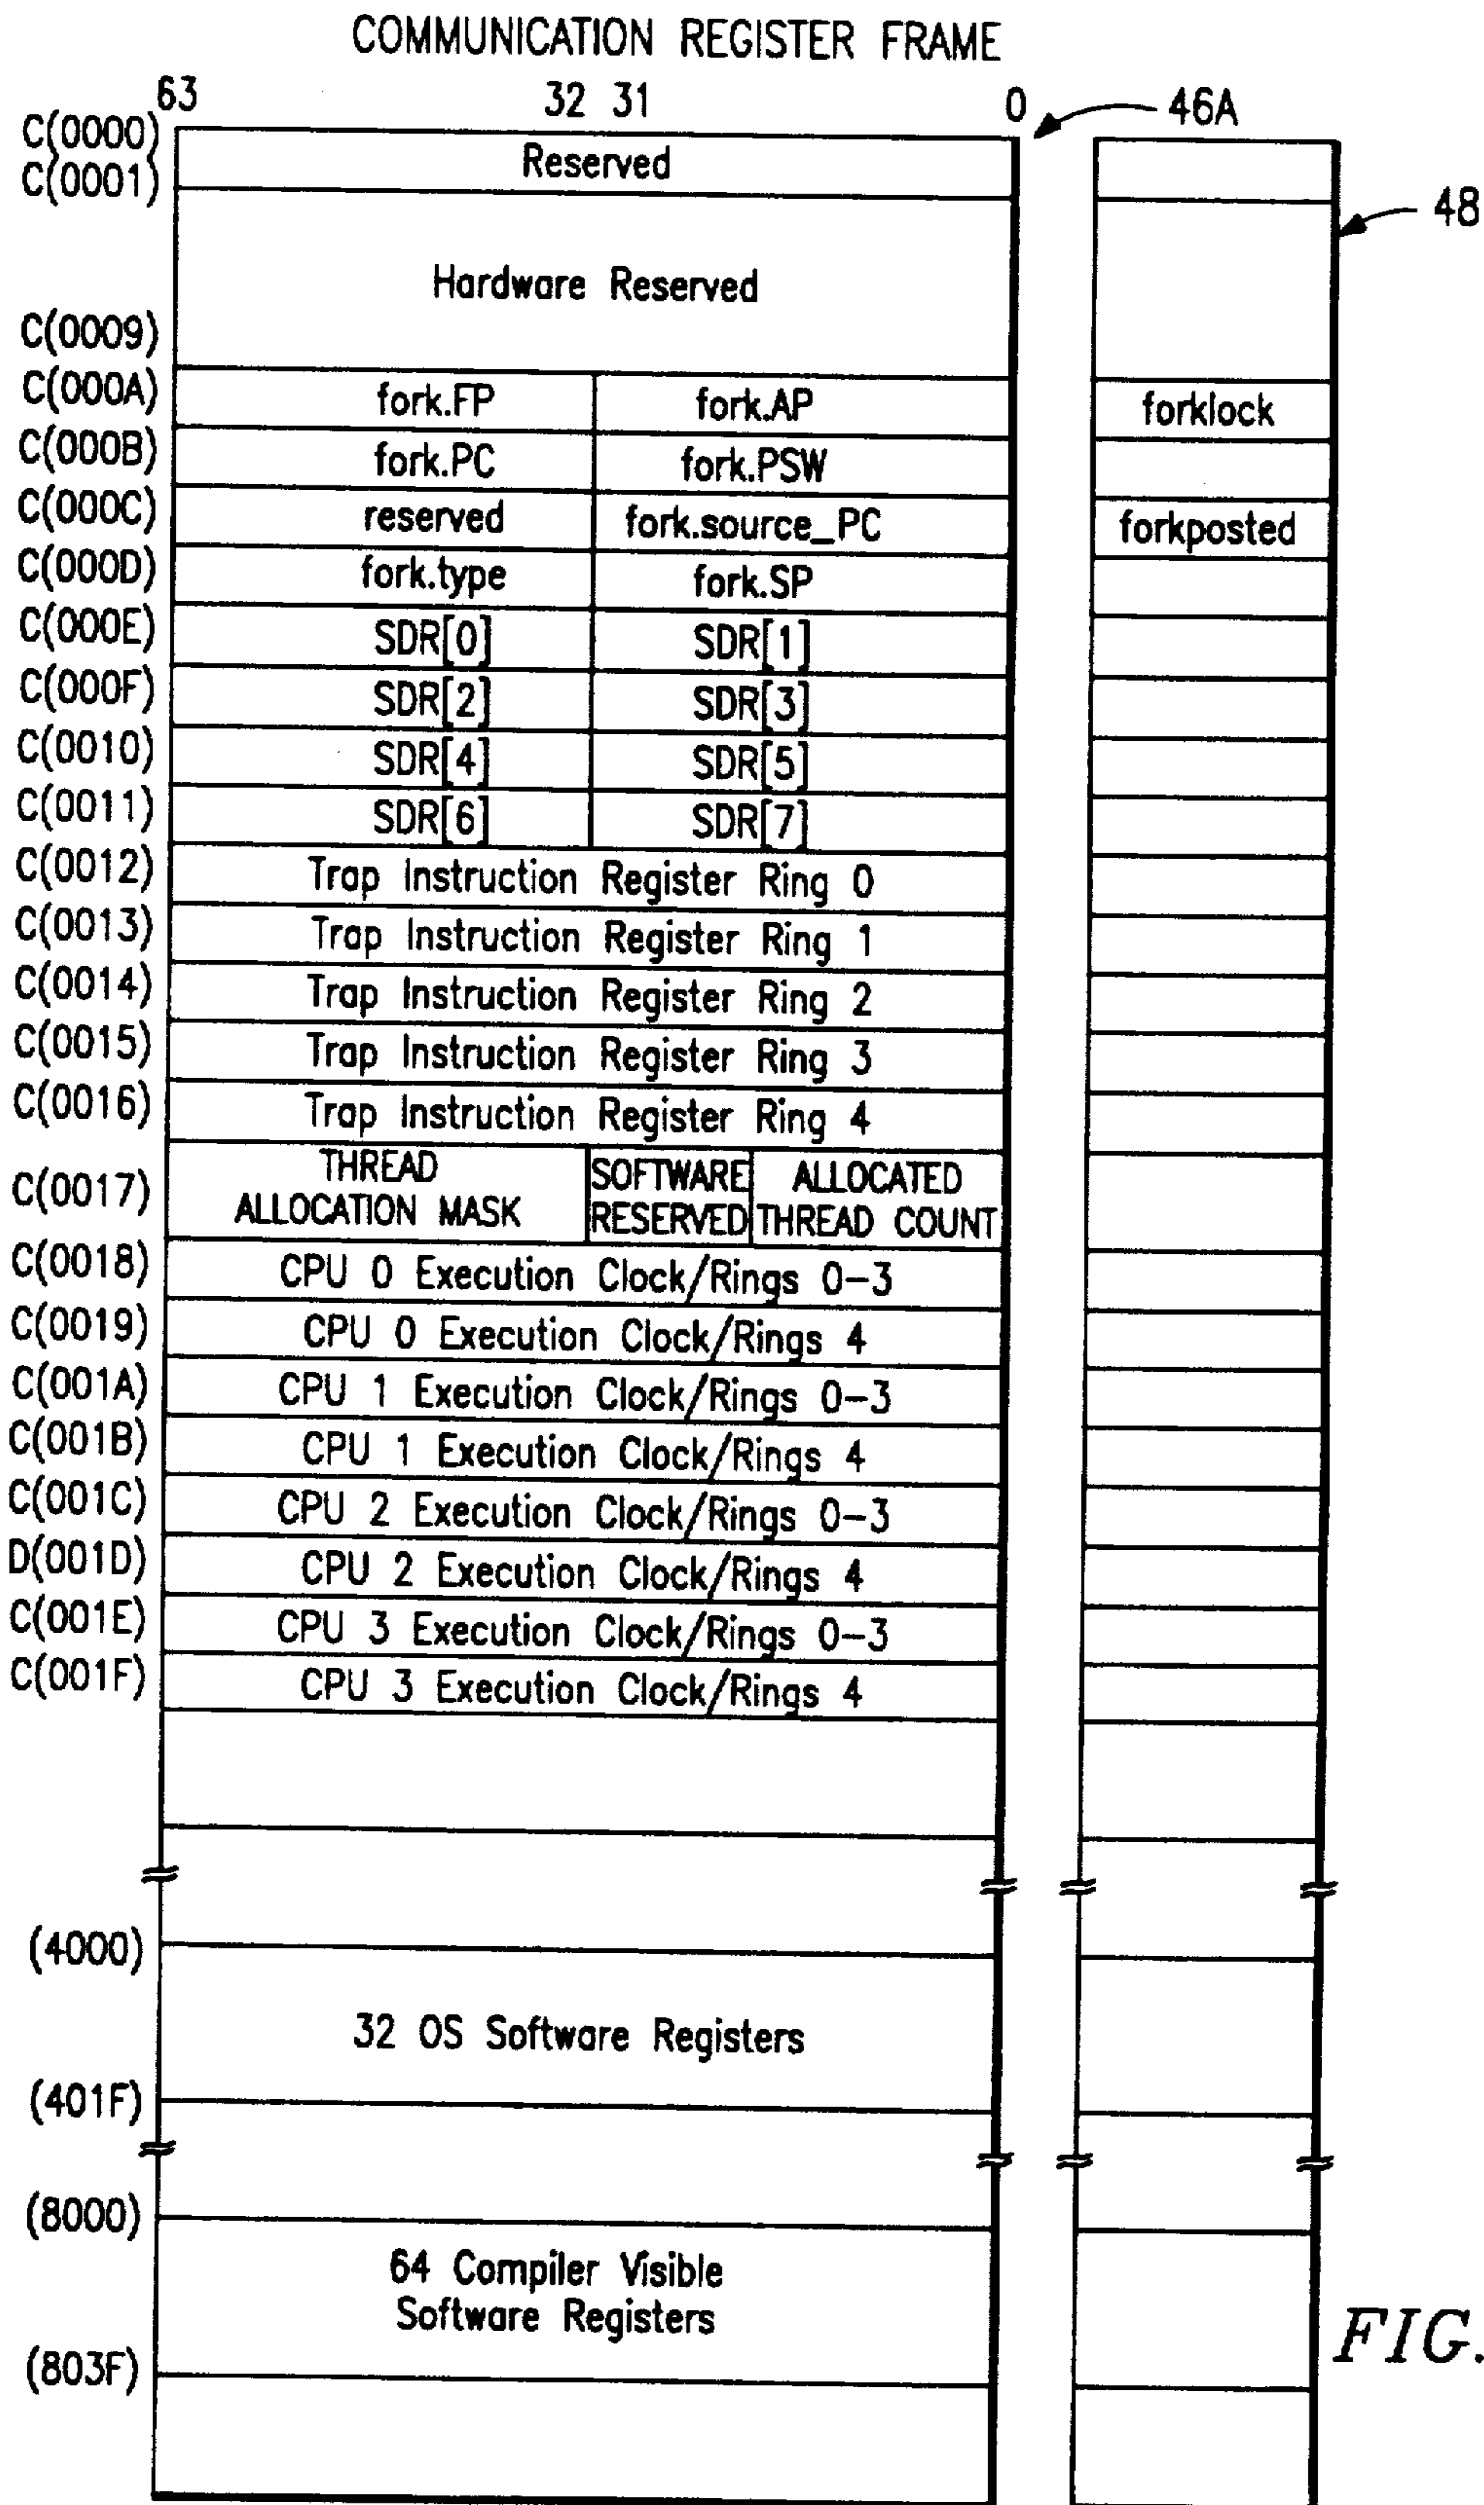 COMMUNICATION REGISTER FRAME
63 32 31 0 46A
C(0000) Reserved
C(0001)
48
Hardware Reserved
C(0009)
C(000A) fork.FP fork.AP forklock
C(000B) fork.PC fork.PSW
C(000C) reserved fork.source_PC forkposted
C(000D) fork.type fork.SP
C(000E) SDR[0] SDR[1]
C(000F) SDR[2] SDR[3]
C(0010) SDR[4] SDR[5]
C(0011) SDR[6] SDR[7]
C(0012) Trap Instruction Register Ring 0
C(0013) Trap Instruction Register Ring 1
C(0014) Trap Instruction Register Ring 2
C(0015) Trap Instruction Register Ring 3
C(0016) Trap Instruction Register Ring 4
C(0017) THREAD ALLOCATION MASK SOFTWARE RESERVED ALLOCATED THREAD COUNT
C(0018) CPU 0 Execution Clock/Rings 0-3
C(0019) CPU 0 Execution Clock/Rings 4
C(001A) CPU 1 Execution Clock/Rings 0-3
C(001B) CPU 1 Execution Clock/Rings 4
C(001C) CPU 2 Execution Clock/Rings 0-3
D(001D) CPU 2 Execution Clock/Rings 4
C(001E) CPU 3 Execution Clock/Rings 0-3
C(001F) CPU 3 Execution Clock/Rings 4
(4000)
32 OS Software Registers
(401F)
(8000)
64 Compiler Visible
Software Registers
(803F)
FIG.